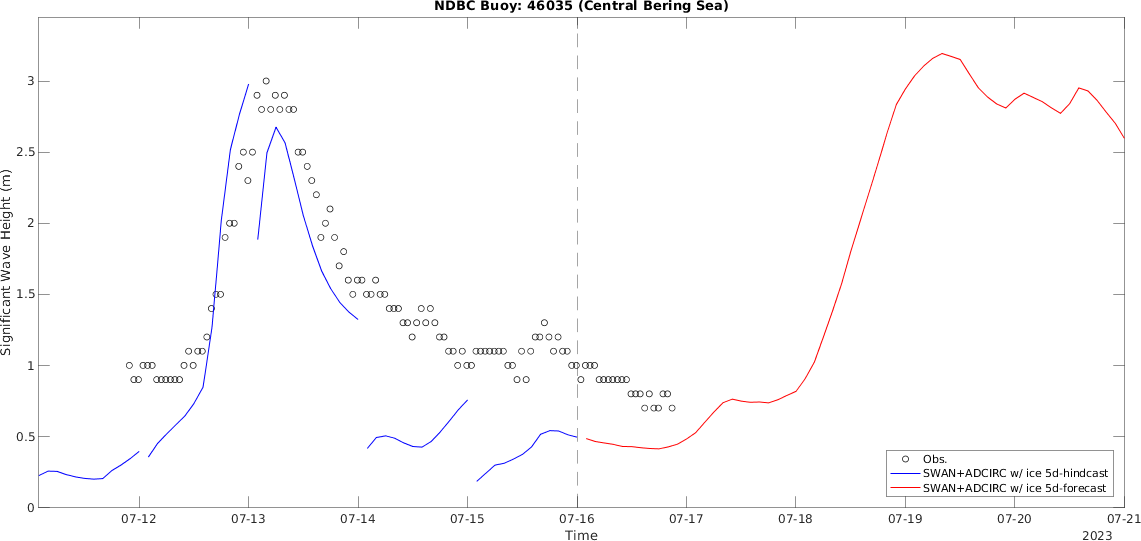 NDBC Buoy: 46035 (Central Bering Sea)
Significant Wave Height (m)
3
2.5
2
1.5
1
0.5
0
Obs.
SWAN+ADCIRC w/ ice 5d-hindcast
SWAN+ADCIRC w/ ice 5d-forecast
07-12 07-13 07-14 07-15 07-16 07-17 07-18 07-19 07-20 07-21
Time
2023